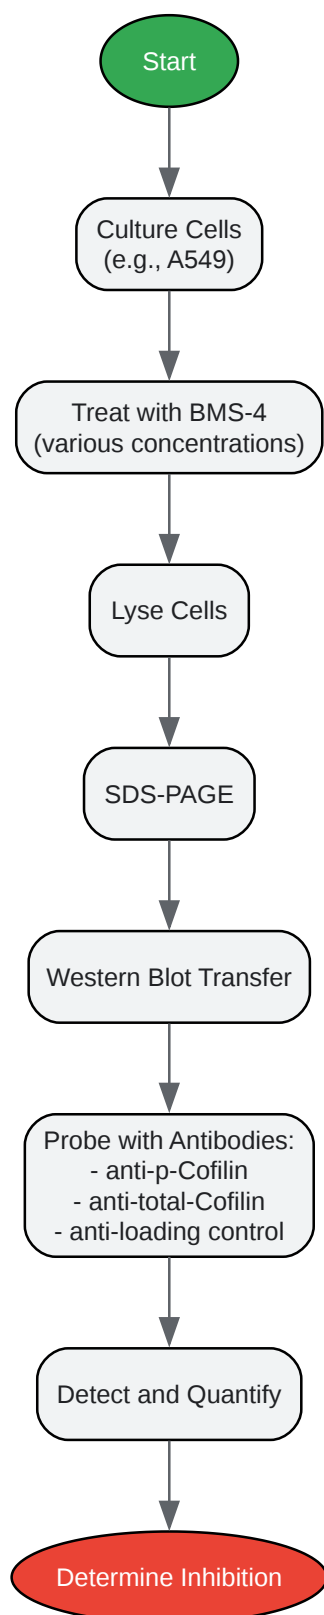 Start
Culture Cells
(e.g., A549)
Treat with BMS-4
(various concentrations)
Lyse Cells
SDS-PAGE
Western Blot Transfer
Probe with Antibodies:
- anti-p-Cofilin
- anti-total-Cofilin
- anti-loading control
Detect and Quantify
Determine Inhibition